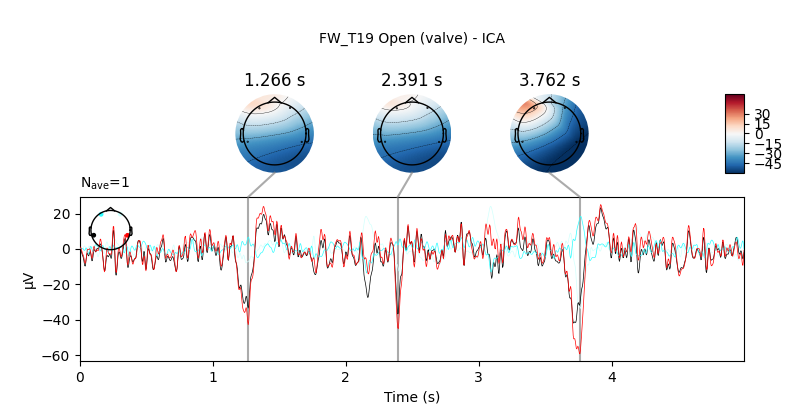 FW_T19 Open (valve) - ICA
1.266 s
2.391 s
3.762 s
30
15
0
−15
−30
−45
Nave=1
20
0
−20
−40
−60
µV
0
1
2
3
4
Time (s)